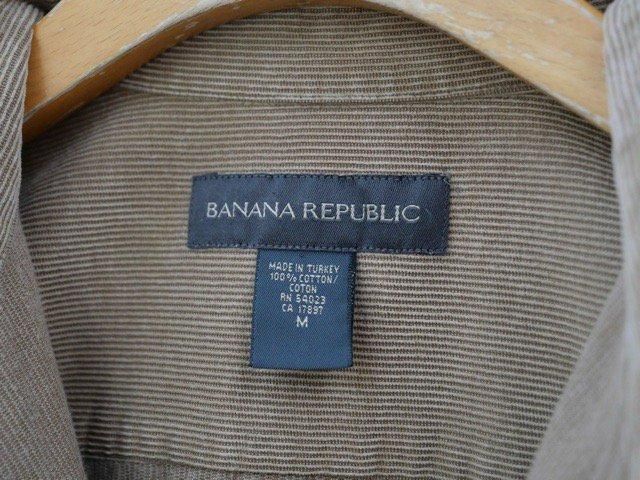 BANANA REPUBLIC
MADE IN TURKEY
100% COTTON/
COTON
RN 54023
CA 17897
M